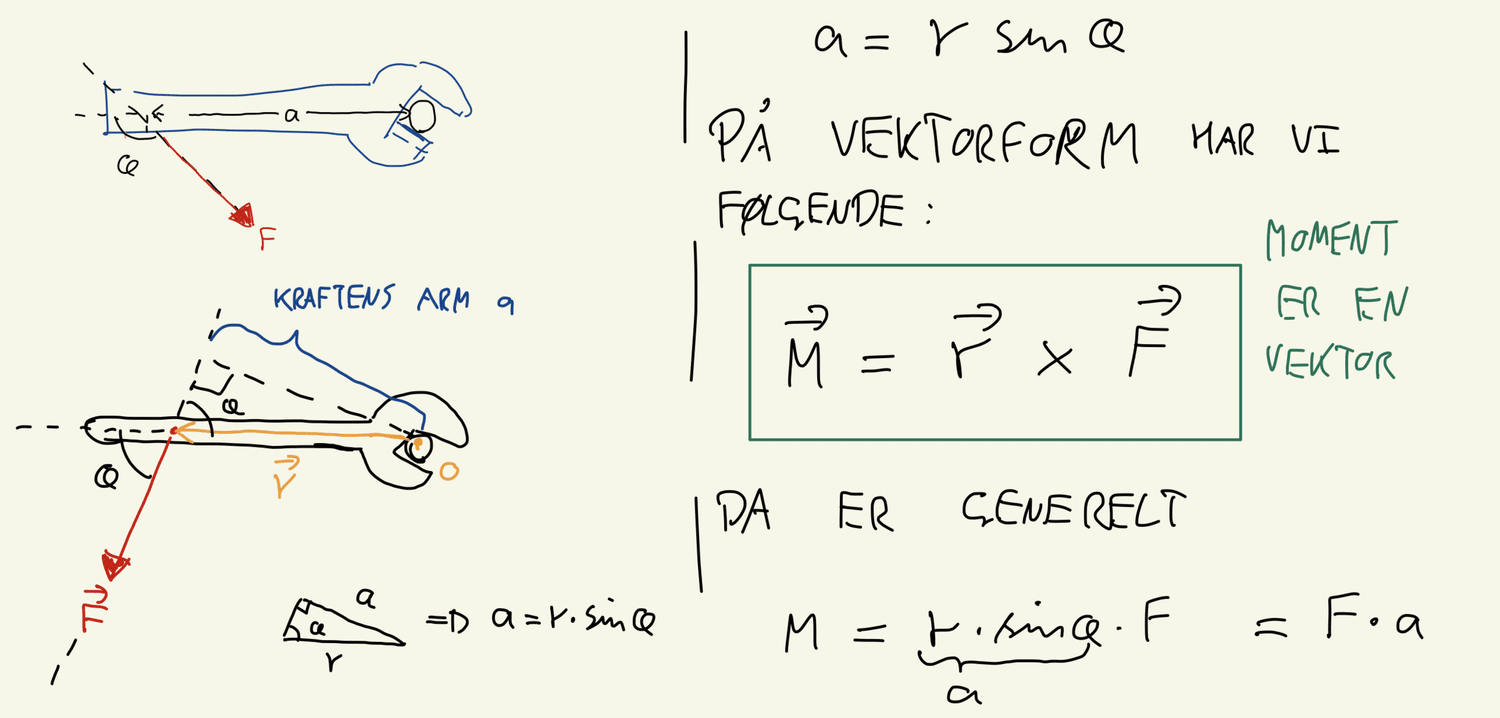 a
φ
F
KRAFTENS ARM a
φ
φ
r⃗
O
F⃗
a
φ
r
=> a = r · sin φ
a = r sin φ
PÅ VEKTORFORM HAR VI
FØLGENDE :
M⃗ = r⃗ × F⃗
MOMENT
ER EN
VEKTOR
DA ER GENERELT
M = r · sin φ · F = F · a
a